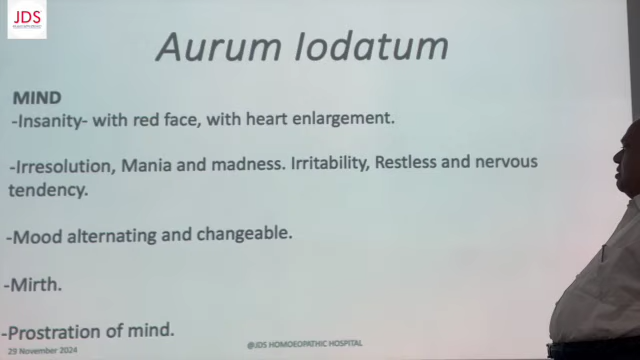 JDS
Aurum Iodatum
MIND
-Insanity- with red face, with heart enlargement.
-Irresolution, Mania and madness. Irritability, Restless and nervous
tendency.
-Mood alternating and changeable.
-Mirth.
-Prostration of mind.
29 November 2024
@JDS HOMOEOPATHIC HOSPITAL